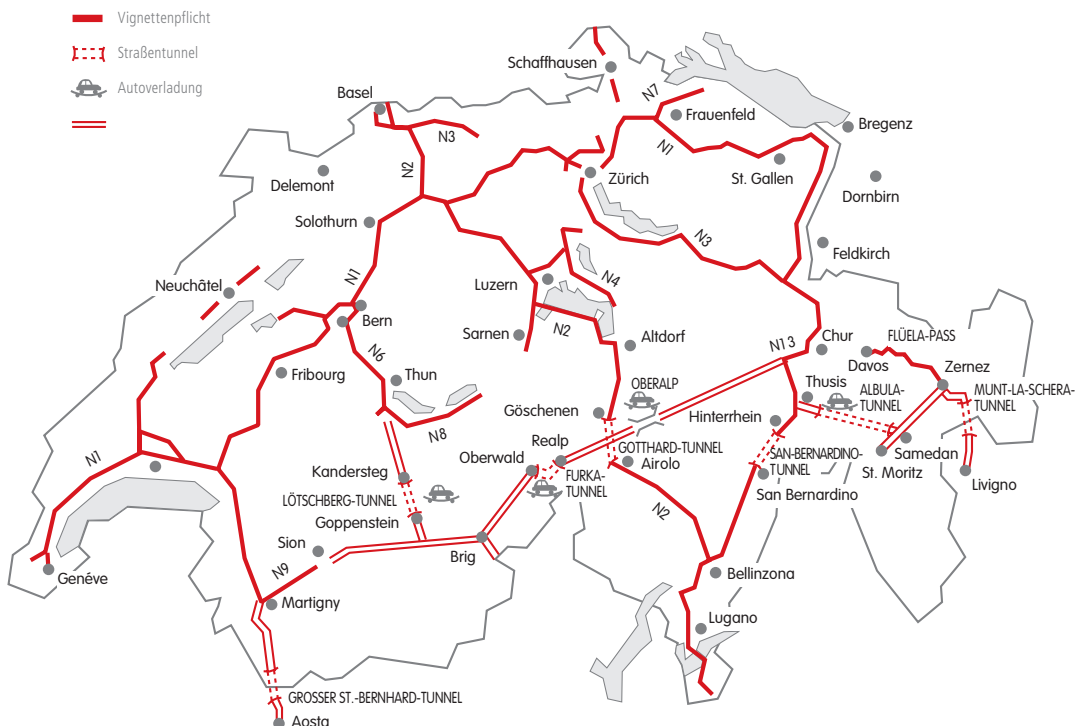 Vignettenpflicht
Straßentunnel
Autoverladung
Schaffhausen
Basel
N7
Frauenfeld
Bregenz
N3
N1
N2
St. Gallen
Delemont
Zürich
Dornbirn
Solothurn
N3
Feldkirch
Neuchâtel
N1
Luzern
N4
Bern
Sarnen
N2
Altdorf
N13
Chur
FLÜELA-PASS
Davos
N6
Fribourg
Thun
Zernez
OBERALP
Thusis
ALBULA-
TUNNEL
MUNT-LA-SCHERA-
TUNNEL
Göschenen
Hinterrhein
N8
Realp
GOTTHARD-TUNNEL
Samedan
N1
Oberwald
Airolo
SAN-BERNARDINO-
TUNNEL
St. Moritz
Kandersteg
FURKA-
TUNNEL
Livigno
LÖTSCHBERG-TUNNEL
San Bernardino
Goppenstein
N2
Sion
Brig
Genéve
N9
Bellinzona
Martigny
Lugano
GROSSER ST.-BERNHARD-TUNNEL
Aosta